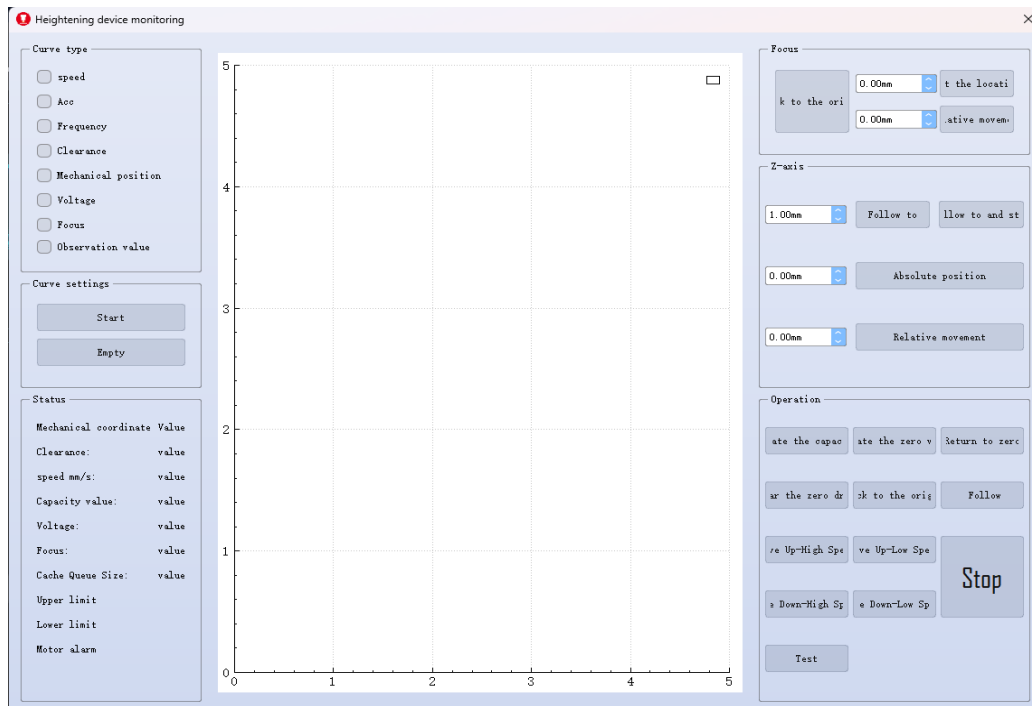 Heightening device monitoring
Curve type
speed
Acc
Frequency
Clearance
Mechanical position
Voltage
Focus
Observation value
Curve settings
Start
Empty
Status
Mechanical coordinate Value
Clearance: value
speed mm/s: value
Capacity value: value
Voltage: value
Focus: value
Cache Queue Size: value
Upper limit
Lower limit
Motor alarm
5
4
3
2
1
0
0 1 2 3 4 5
Focus
k to the ori
0.00mm t the locati
0.00mm ative movem
Z-axis
1.00mm Follow to llow to and st
0.00mm Absolute position
0.00mm Relative movement
Operation
ate the capac ate the zero v Return to zero
ar the zero dr ck to the orig Follow
ve Up-High Spe ve Up-Low Spe Stop
e Down-High Sp e Down-Low Sp
Test